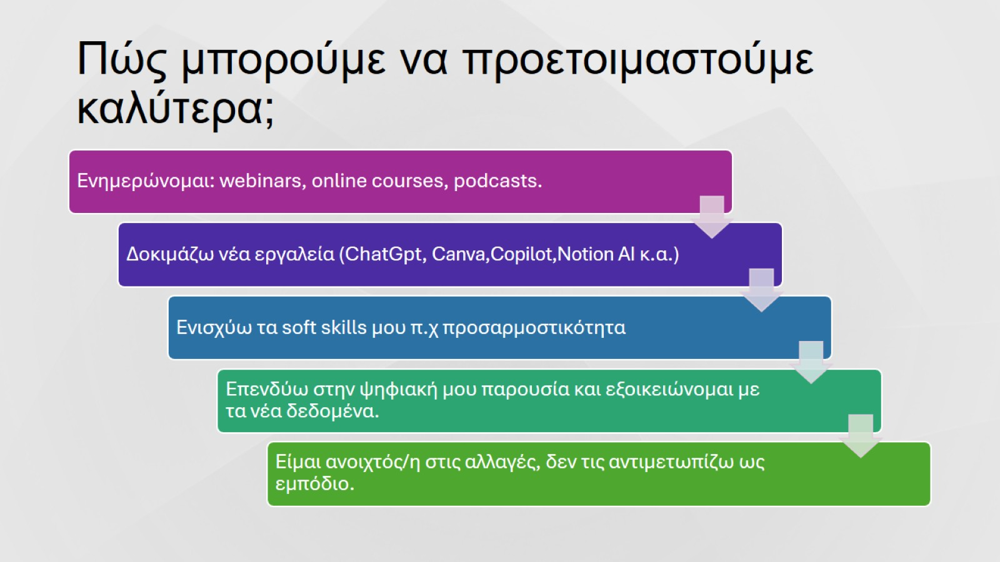 Πώς μπορούμε να προετοιμαστούμε
καλύτερα;
Ενημερώνομαι: webinars, online courses, podcasts.
Δοκιμάζω νέα εργαλεία (ChatGpt, Canva,Copilot,Notion AI κ.α.)
Ενισχύω τα soft skills μου π.χ προσαρμοστικότητα
Επενδύω στην ψηφιακή μου παρουσία και εξοικειώνομαι με
τα νέα δεδομένα.
Είμαι ανοιχτός/η στις αλλαγές, δεν τις αντιμετωπίζω ως
εμπόδιο.